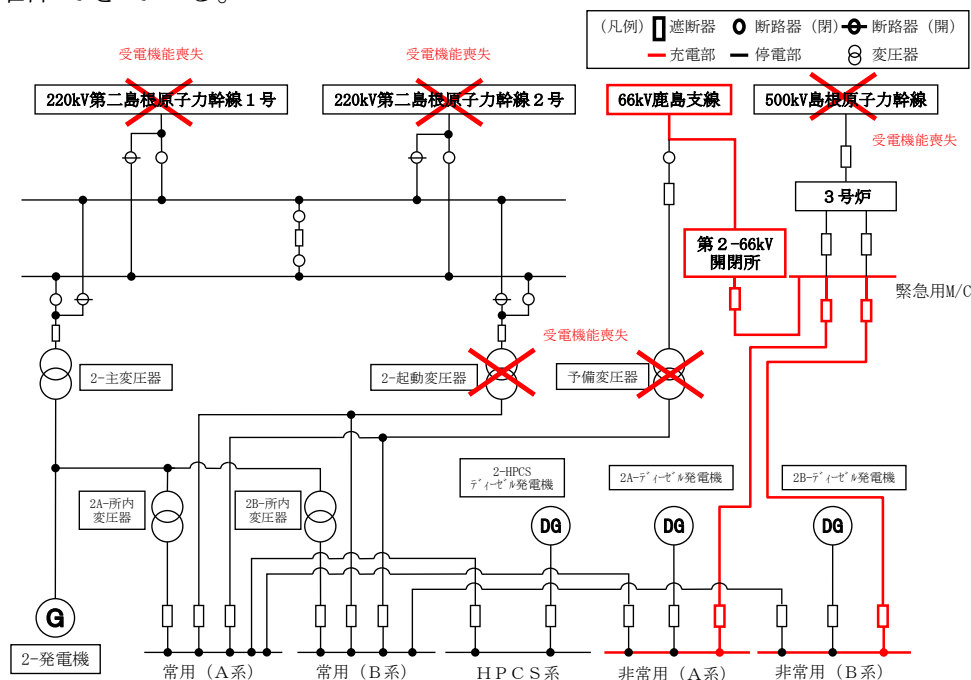 (凡例) 遮断器 断路器 (閉) 断路器 (開)
充電部 停電部 変圧器
受電機能喪失
受電機能喪失
220kV第二島根原子力幹線1号
220kV第二島根原子力幹線2号
66kV鹿島支線
500kV島根原子力幹線
受電機能喪失
3号炉
第2-66kV
開閉所
緊急用M/C
受電機能喪失
2-主変圧器
2-起動変圧器
予備変圧器
2-HPCS
ディーゼル発電機
2A-ディーゼル発電機
2B-ディーゼル発電機
2A-所内
変圧器
2B-所内
変圧器
DG
DG
DG
G
2-発電機
常用（A系）
常用（B系）
HPCS系
非常用（A系）
非常用（B系）